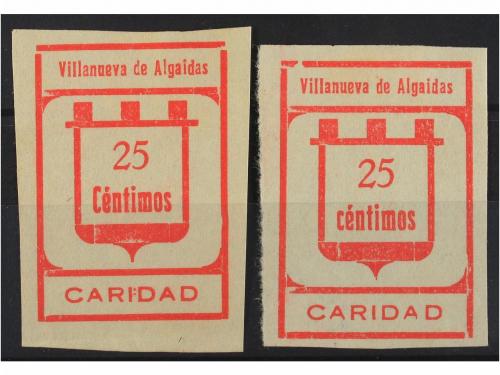 Villanueva de Algaidas
25
Céntimos
CARIDAD
Villanueva de Algaidas
25
céntimos
CARIDAD